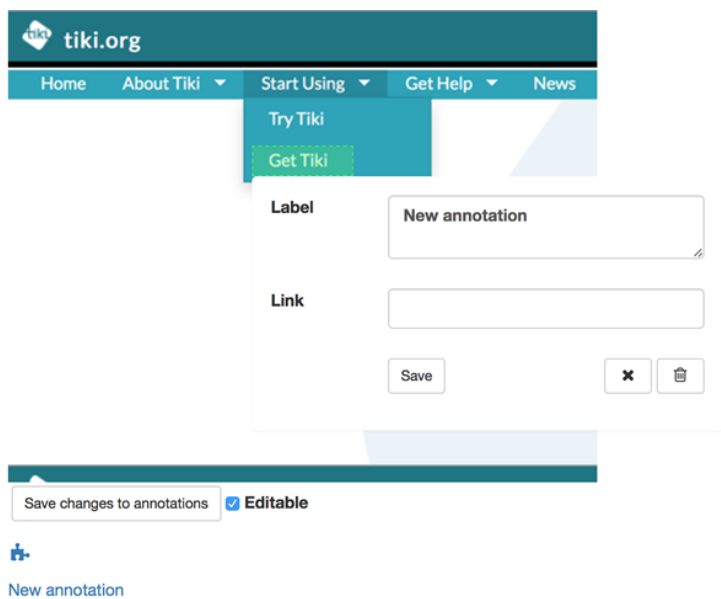 tiki tiki.org
Home About Tiki Start Using Get Help News
Try Tiki
Get Tiki
Label New annotation
Link
Save
Save changes to annotations Editable
New annotation